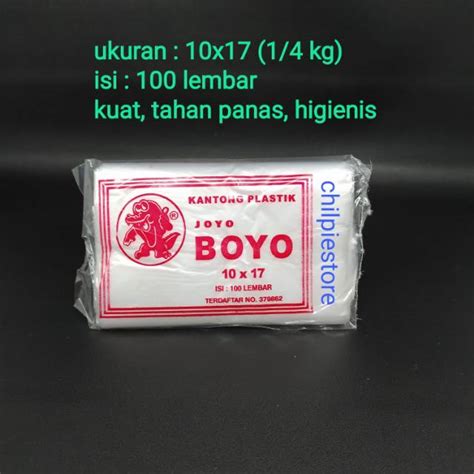 ukuran : 10x17 (1/4 kg)
isi : 100 lembar
kuat, tahan panas, higienis
KANTONG PLASTIK
JOYO
BOYO
®
10 x 17
ISI : 100 LEMBAR
TERDAFTAR NO. 379862
chilpiestore